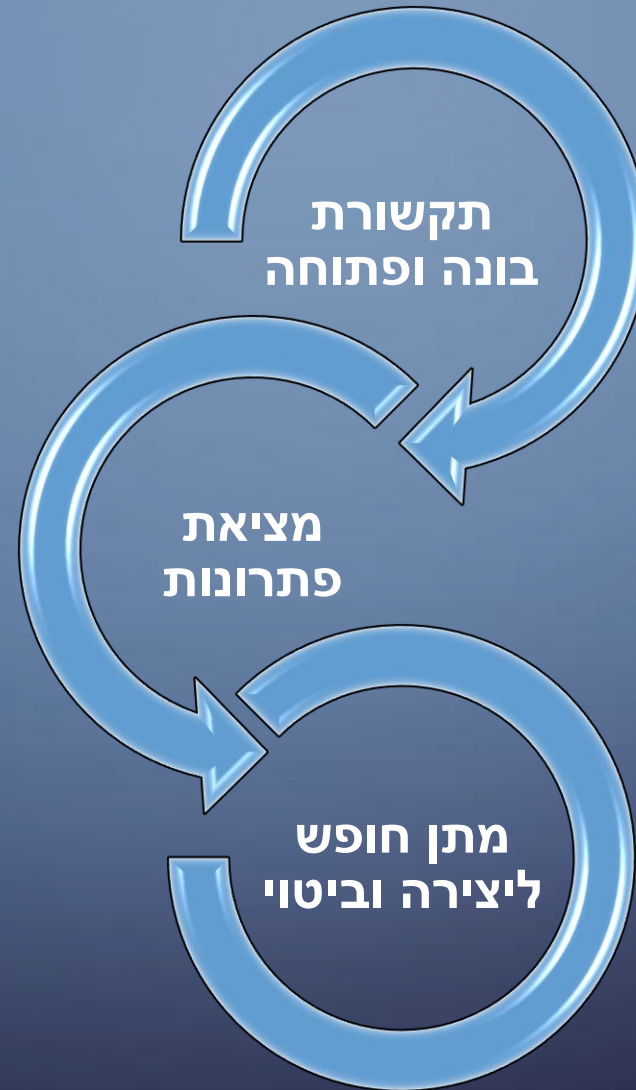 תקשורת
בונה ופתוחה
מציאת
פתרונות
מתן חופש
ליצירה וביטוי